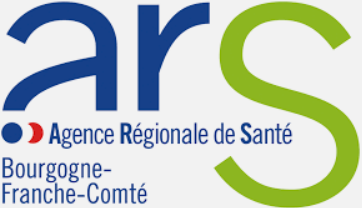 arS
Agence Régionale de Santé
Bourgogne-
Franche-Comté